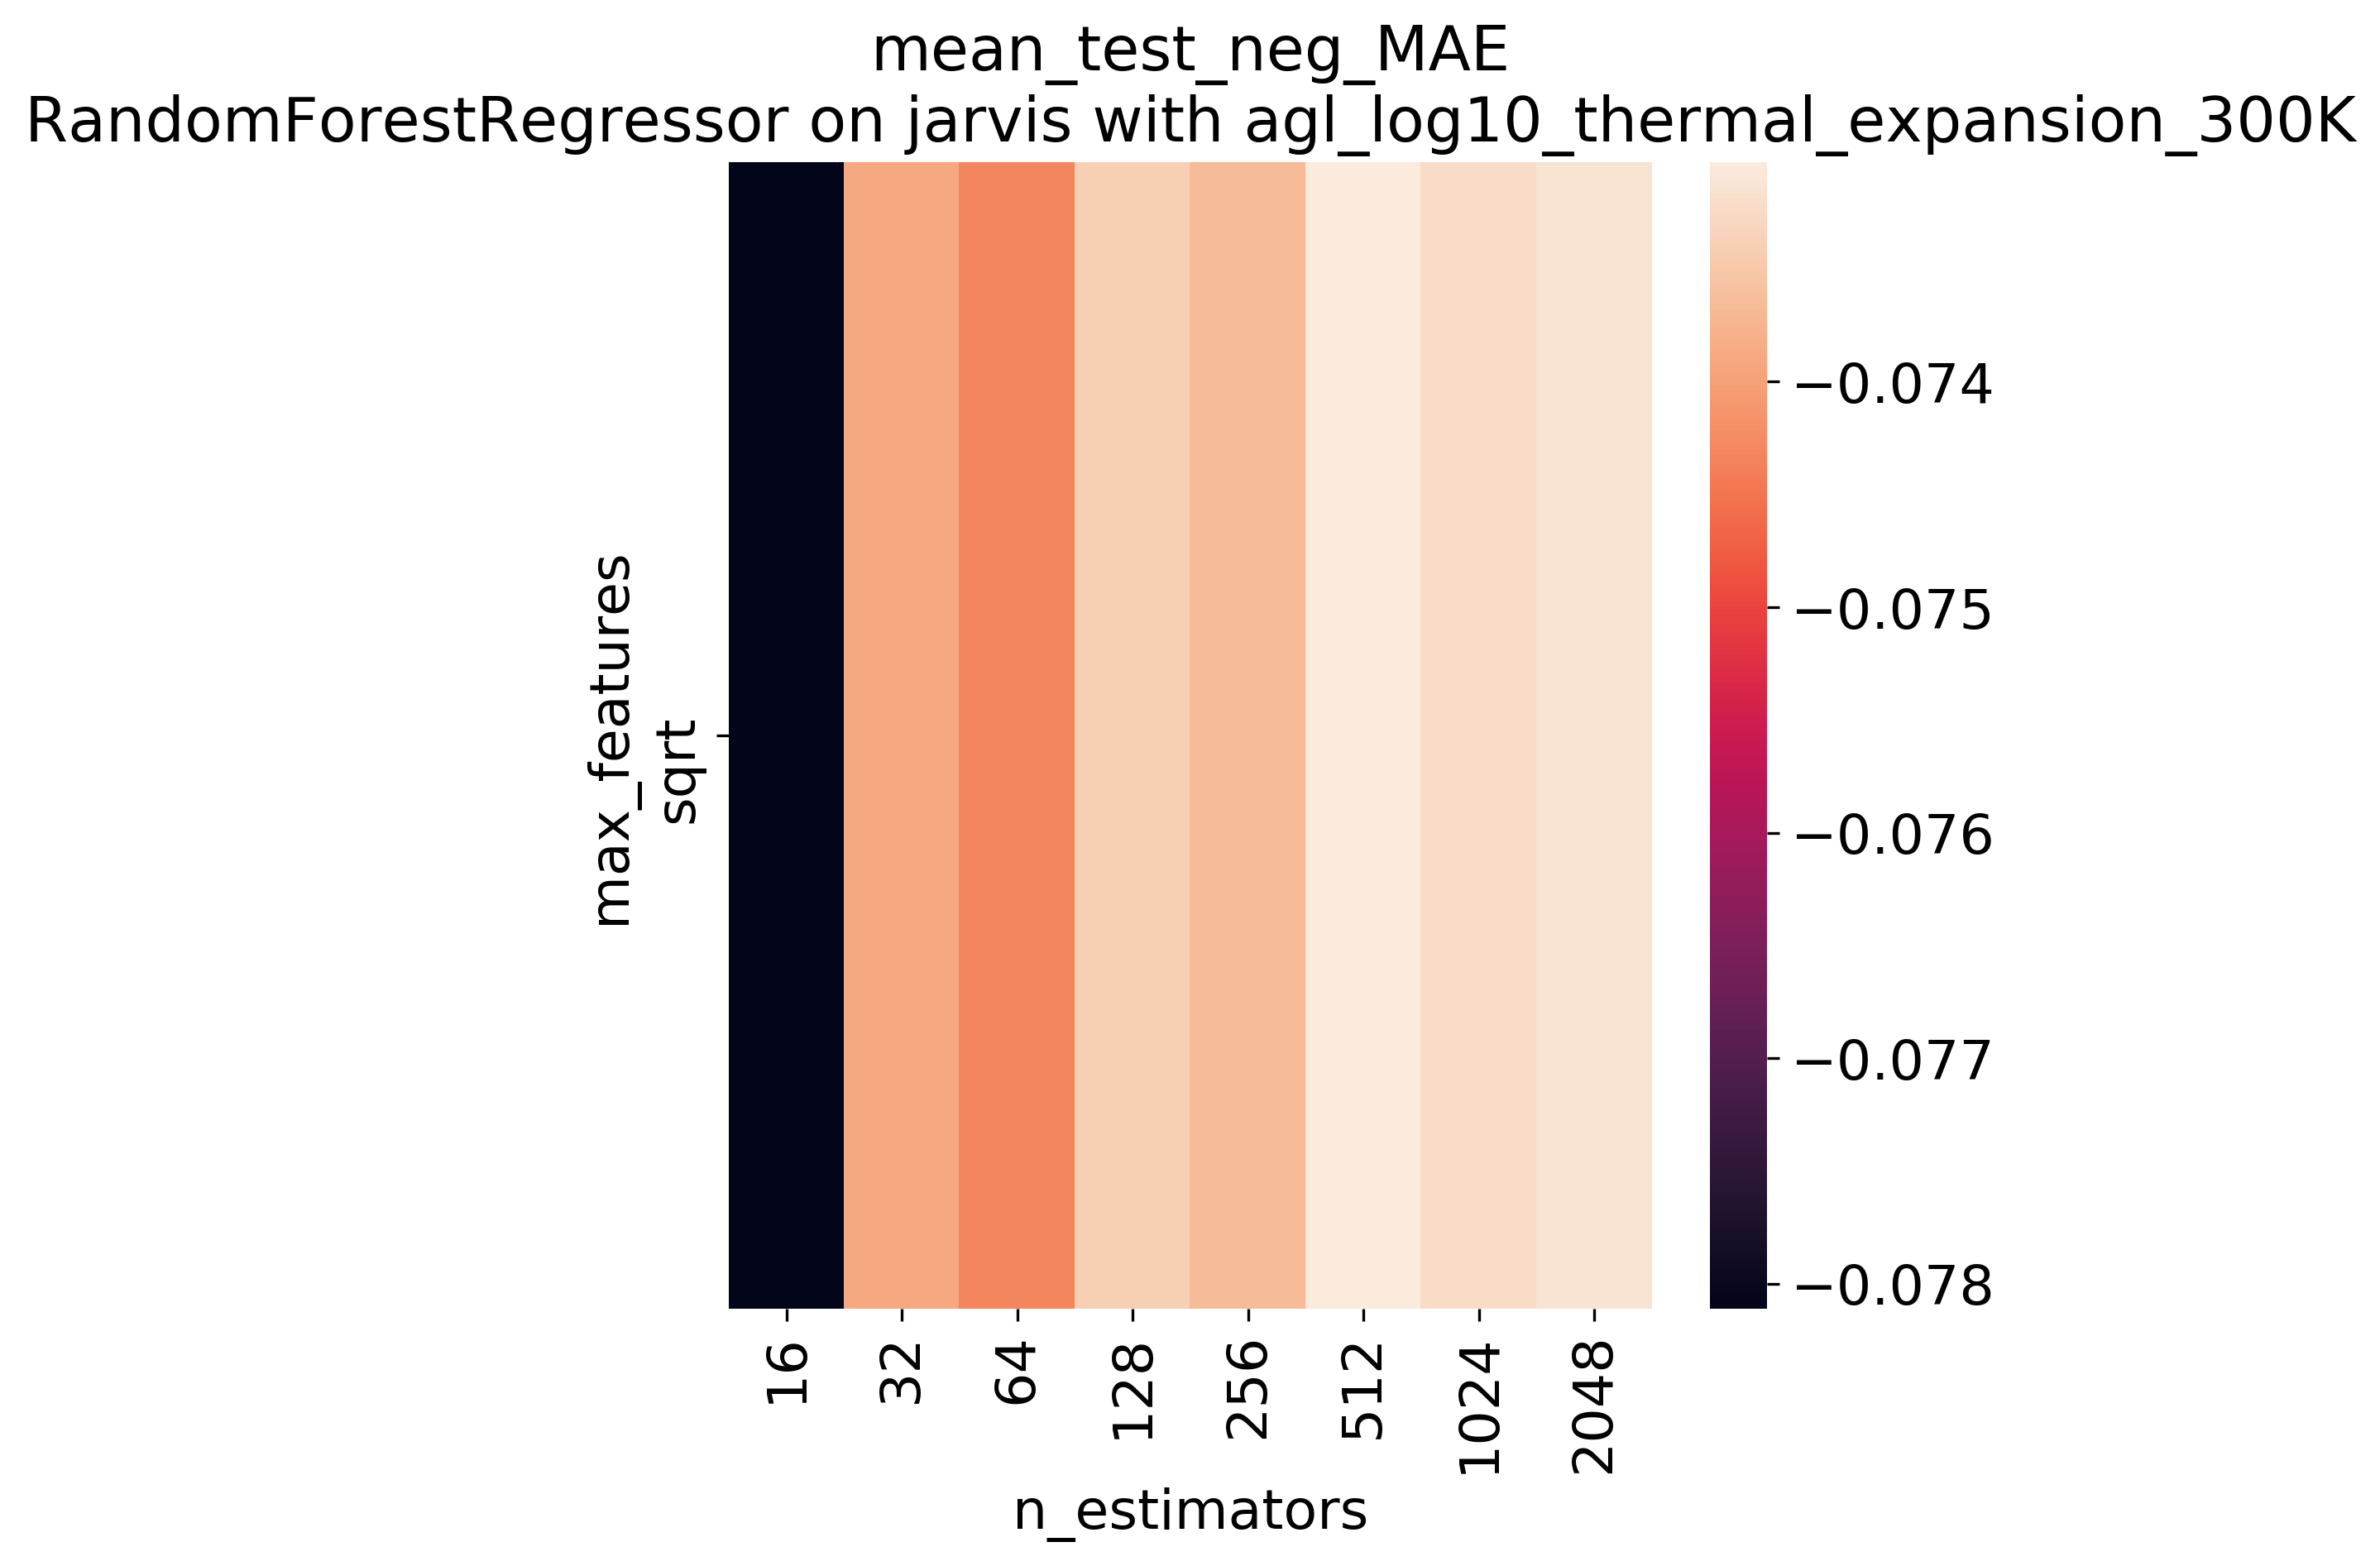 mean_test_neg_MAE
RandomForestRegressor on jarvis with agl_log10_thermal_expansion_300K
max_features
sqrt
−0.074
−0.075
−0.076
−0.077
−0.078
16
32
64
128
256
512
1024
2048
n_estimators